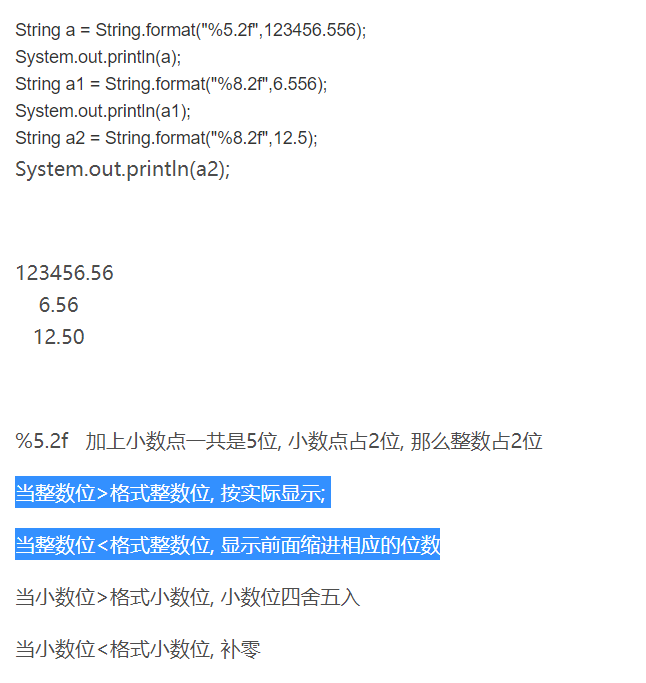 String a = String.format("%5.2f",123456.556);
System.out.println(a);
String a1 = String.format("%8.2f",6.556);
System.out.println(a1);
String a2 = String.format("%8.2f",12.5);
System.out.println(a2);
123456.56
    6.56
   12.50
%5.2f   加上小数点一共是5位, 小数点占2位, 那么整数占2位
当整数位>格式整数位, 按实际显示;
当整数位<格式整数位, 显示前面缩进相应的位数
当小数位>格式小数位, 小数位四舍五入
当小数位<格式小数位, 补零